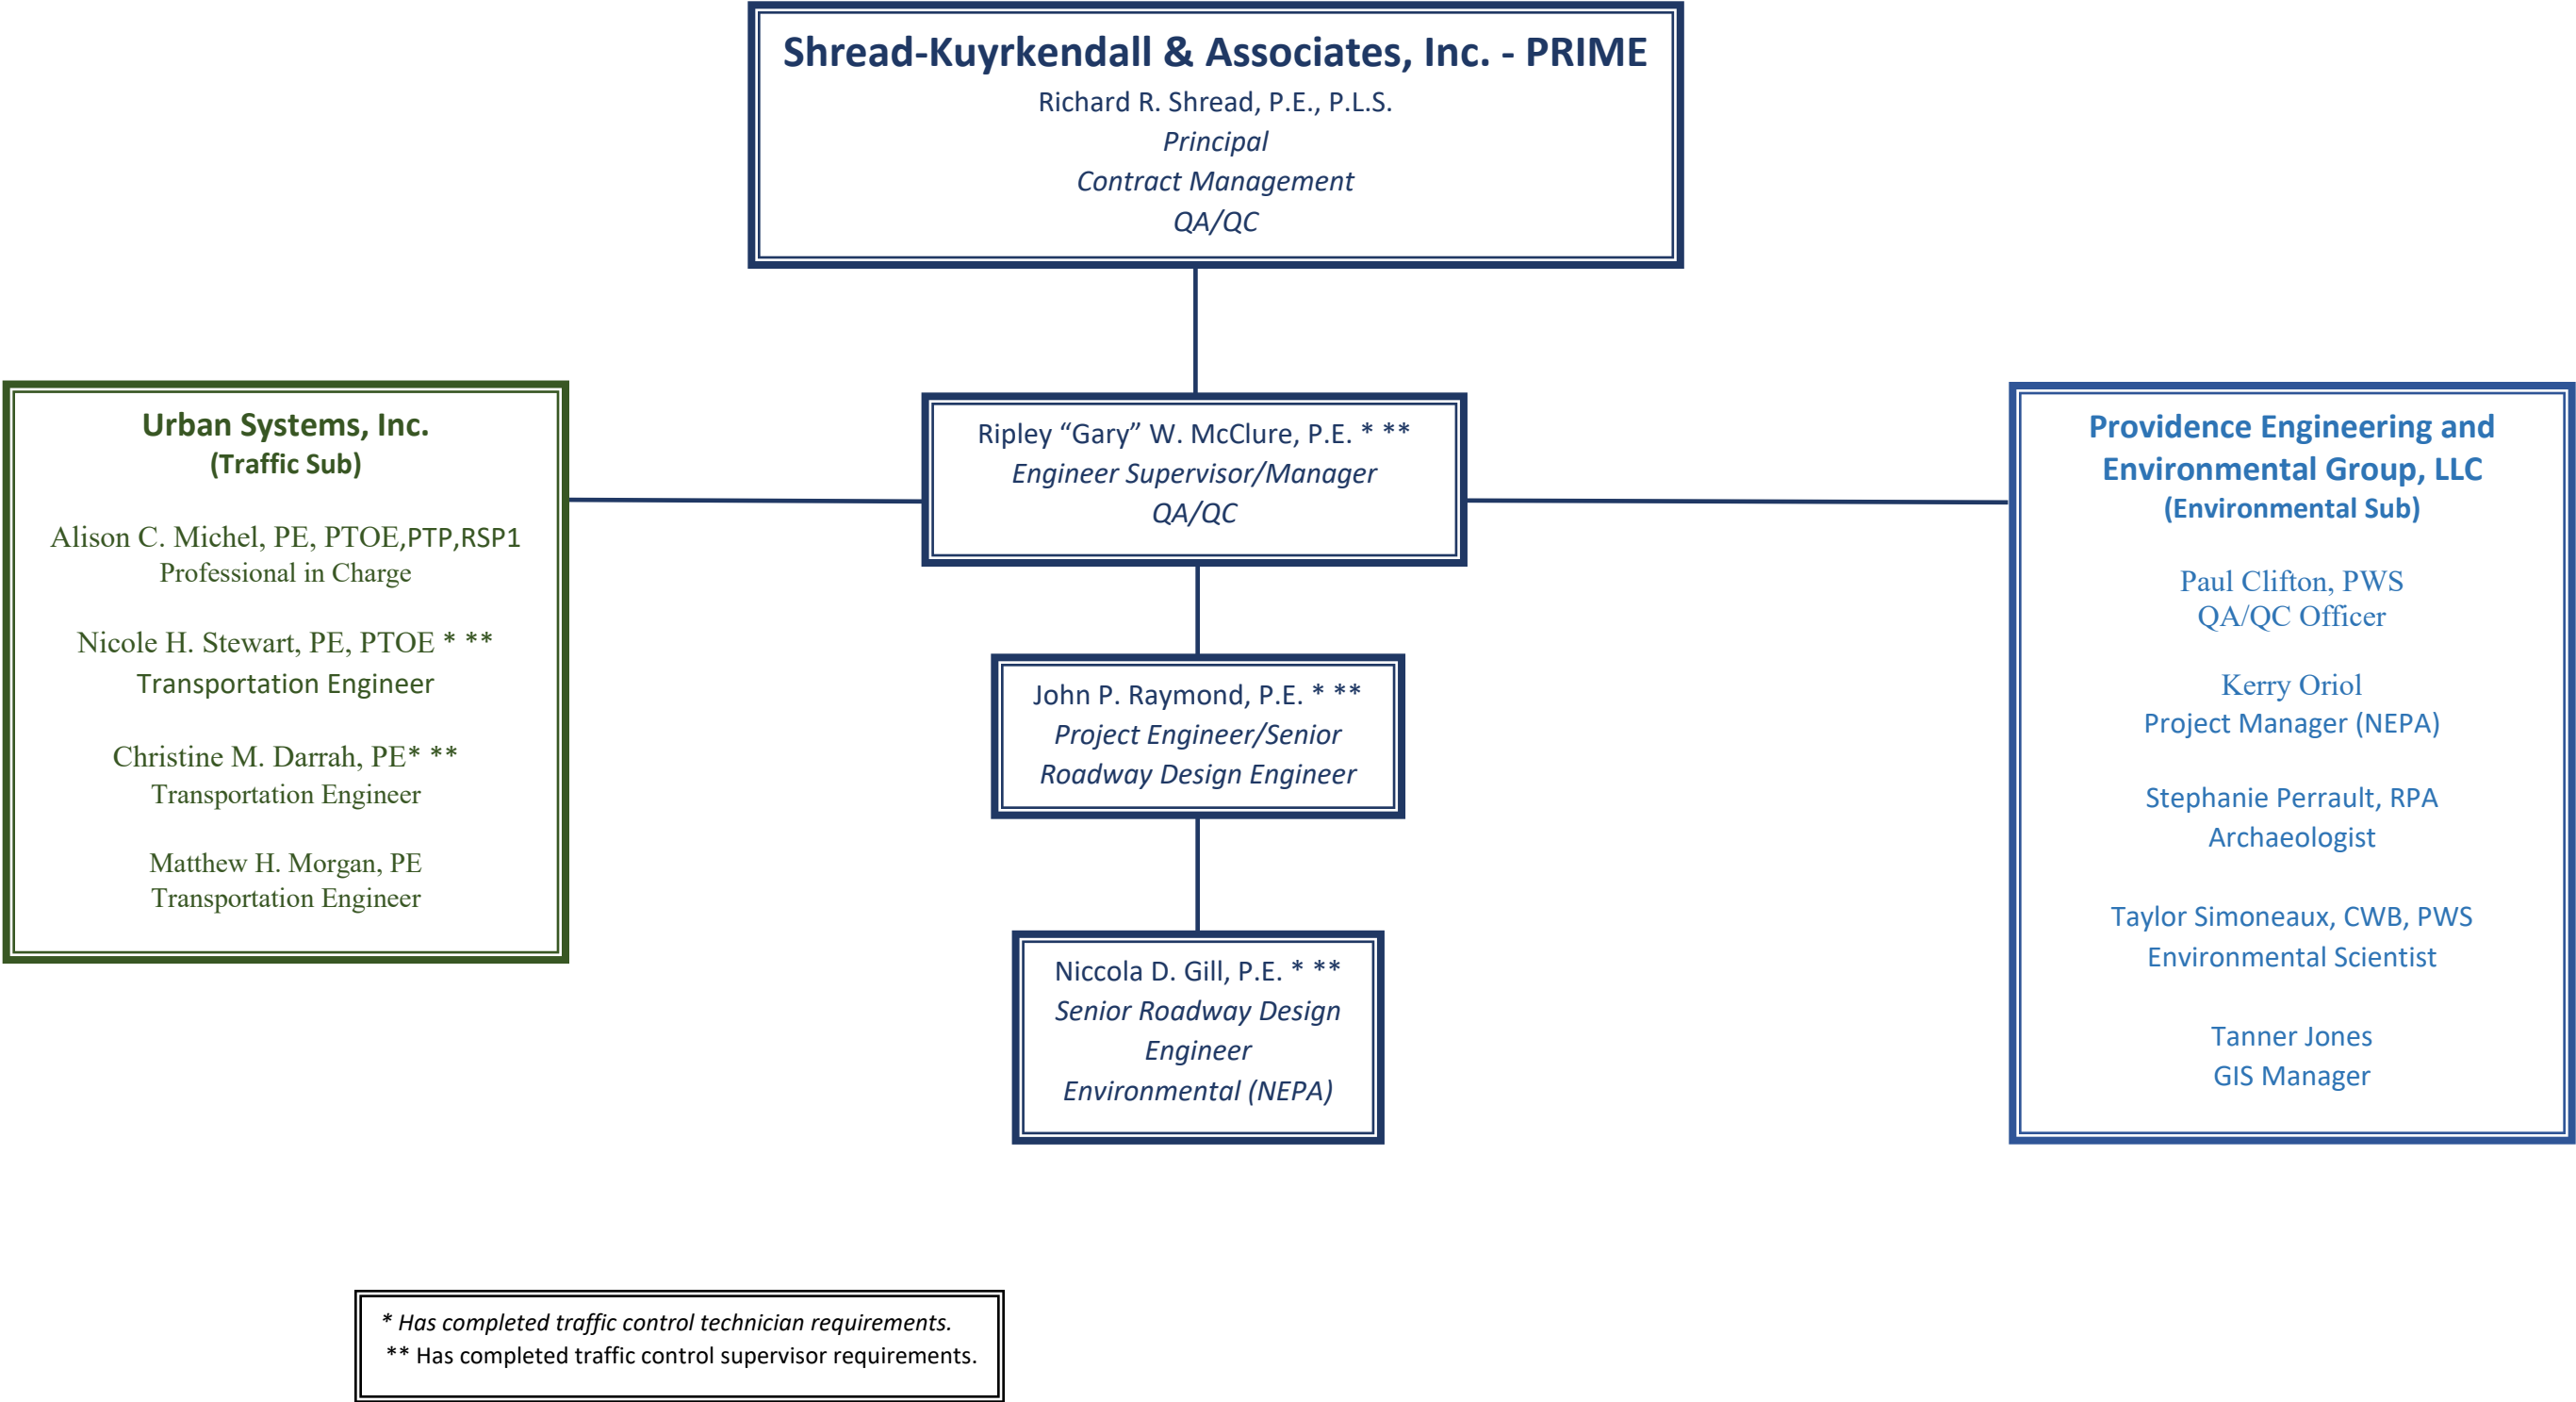 Shread-Kuyrkendall & Associates, Inc. - PRIME
Richard R. Shread, P.E., P.L.S.
Principal
Contract Management
QA/QC
Urban Systems, Inc.
(Traffic Sub)
Alison C. Michel, PE, PTOE,PTP,RSP1
Professional in Charge
Nicole H. Stewart, PE, PTOE * **
Transportation Engineer
Christine M. Darrah, PE* **
Transportation Engineer
Matthew H. Morgan, PE
Transportation Engineer
Ripley “Gary” W. McClure, P.E. * **
Engineer Supervisor/Manager
QA/QC
John P. Raymond, P.E. * **
Project Engineer/Senior
Roadway Design Engineer
Niccola D. Gill, P.E. * **
Senior Roadway Design
Engineer
Environmental (NEPA)
Providence Engineering and
Environmental Group, LLC
(Environmental Sub)
Paul Clifton, PWS
QA/QC Officer
Kerry Oriol
Project Manager (NEPA)
Stephanie Perrault, RPA
Archaeologist
Taylor Simoneaux, CWB, PWS
Environmental Scientist
Tanner Jones
GIS Manager
* Has completed traffic control technician requirements.
** Has completed traffic control supervisor requirements.